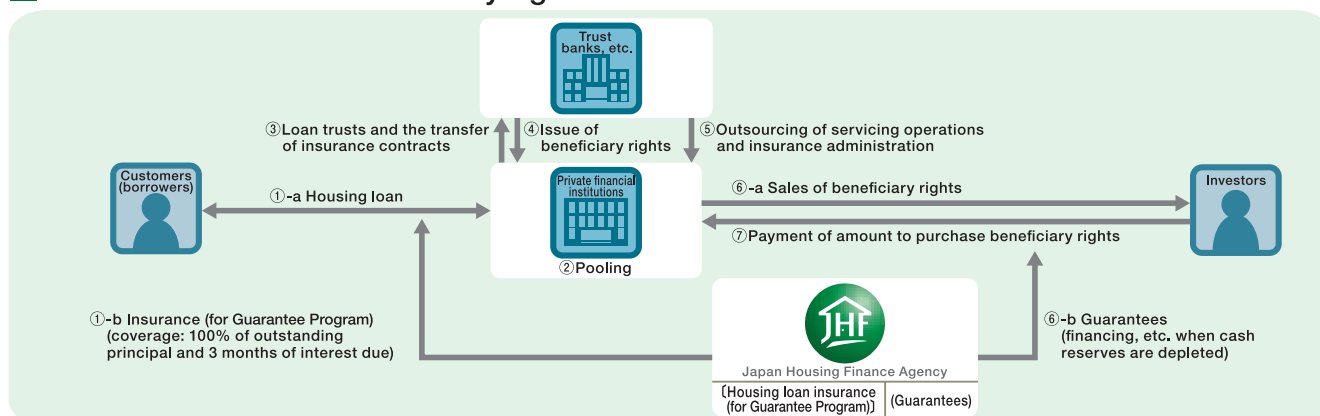 Trust
banks, etc.
③Loan trusts and the transfer
of insurance contracts
④Issue of
beneficiary rights
⑤Outsourcing of servicing operations
and insurance administration
Customers
(borrowers)
①-a Housing loan
Private financial
institutions
②Pooling
⑥-a Sales of beneficiary rights
⑦Payment of amount to purchase beneficiary rights
Investors
①-b Insurance (for Guarantee Program)
(coverage: 100% of outstanding
principal and 3 months of interest due)
JHF
Japan Housing Finance Agency
〔Housing loan insurance
(for Guarantee Program)〕
(Guarantees)
⑥-b Guarantees
(financing, etc. when cash
reserves are depleted)